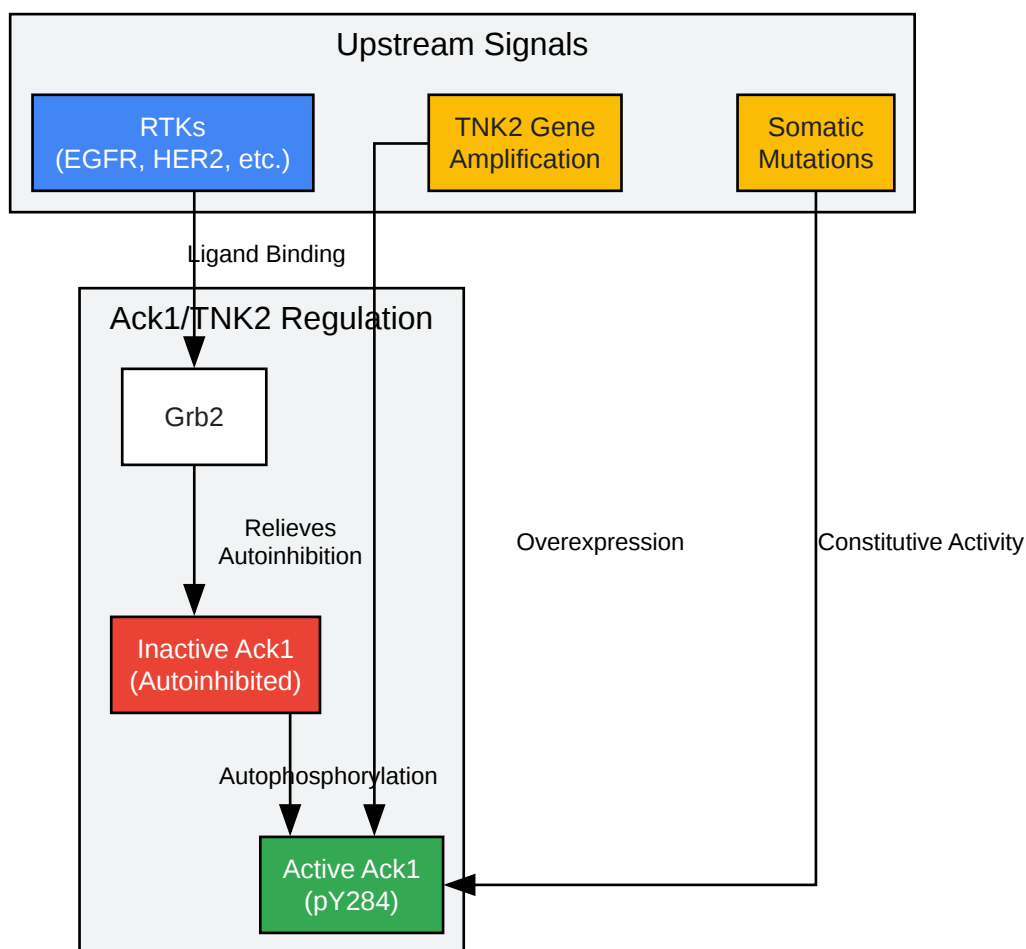 Upstream Signals
RTKs
(EGFR, HER2, etc.)
TNK2 Gene
Amplification
Somatic
Mutations
Ligand Binding
Ack1/TNK2 Regulation
Grb2
Relieves
Autoinhibition
Overexpression
Constitutive Activity
Inactive Ack1
(Autoinhibited)
Autophosphorylation
Active Ack1
(pY284)